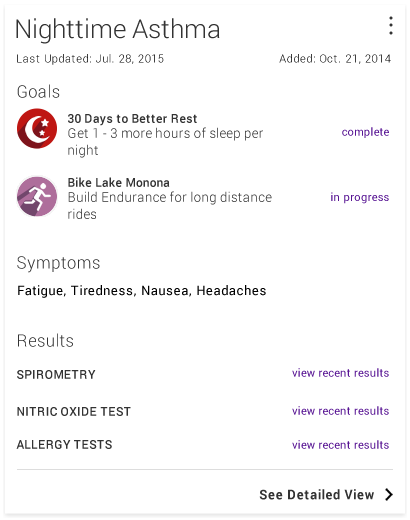 Nighttime Asthma
Last Updated: Jul. 28, 2015 Added: Oct. 21, 2014
Goals
30 Days to Better Rest
Get 1 - 3 more hours of sleep per complete
night
Bike Lake Monona
Build Endurance for long distance in progress
rides
Symptoms
Fatigue, Tiredness, Nausea, Headaches
Results
SPIROMETRY view recent results
NITRIC OXIDE TEST view recent results
ALLERGY TESTS view recent results
See Detailed View